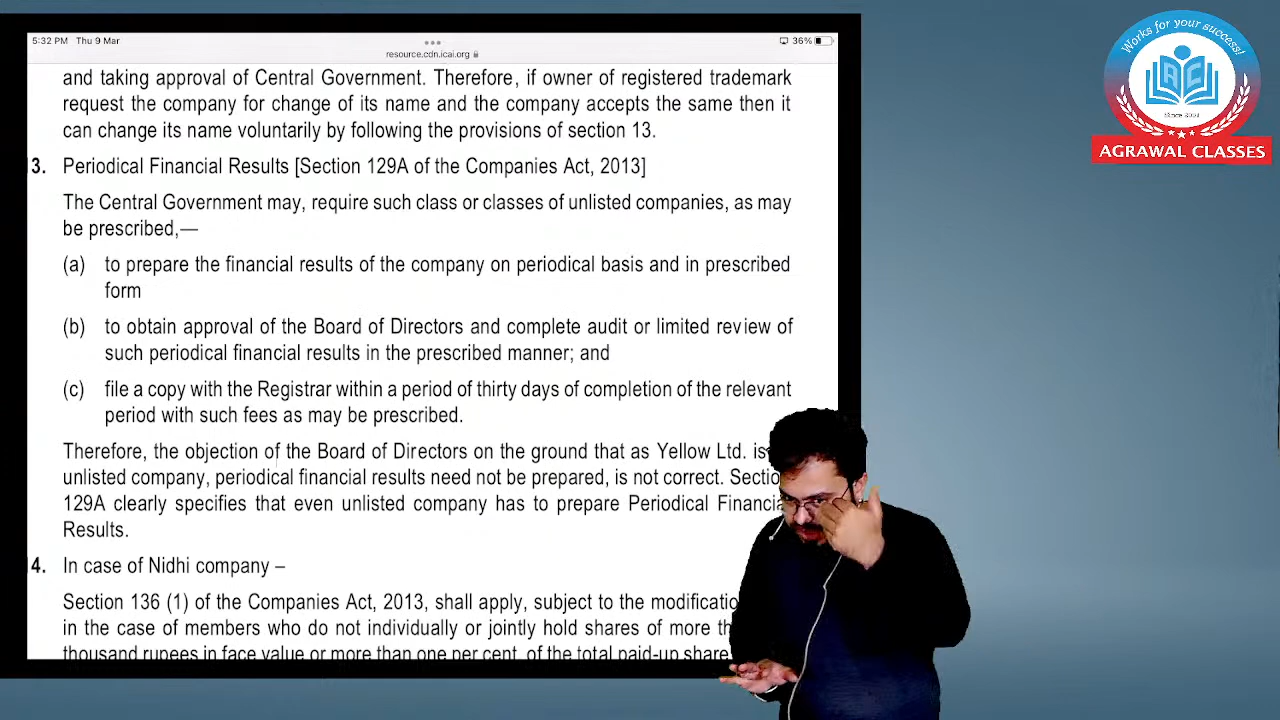 5:32 PM Thu 9 Mar
36%
resource.cdn.icai.org
and taking approval of Central Government. Therefore, if owner of registered trademark
request the company for change of its name and the company accepts the same then it
can change its name voluntarily by following the provisions of section 13.
13. Periodical Financial Results [Section 129A of the Companies Act, 2013]
The Central Government may, require such class or classes of unlisted companies, as may
be prescribed,—
(a) to prepare the financial results of the company on periodical basis and in prescribed
form
(b) to obtain approval of the Board of Directors and complete audit or limited review of
such periodical financial results in the prescribed manner; and
(c) file a copy with the Registrar within a period of thirty days of completion of the relevant
period with such fees as may be prescribed.
Therefore, the objection of the Board of Directors on the ground that as Yellow Ltd. is
unlisted company, periodical financial results need not be prepared, is not correct. Section
129A clearly specifies that even unlisted company has to prepare Periodical Financial
Results.
14. In case of Nidhi company –
Section 136 (1) of the Companies Act, 2013, shall apply, subject to the
in the case of members who do not individually or jointly hold shares of more
thousand rupees in face value or more than one per cent. of the total paid-up share
Works for your success!
AC
Since 2001
AGRAWAL CLASSES